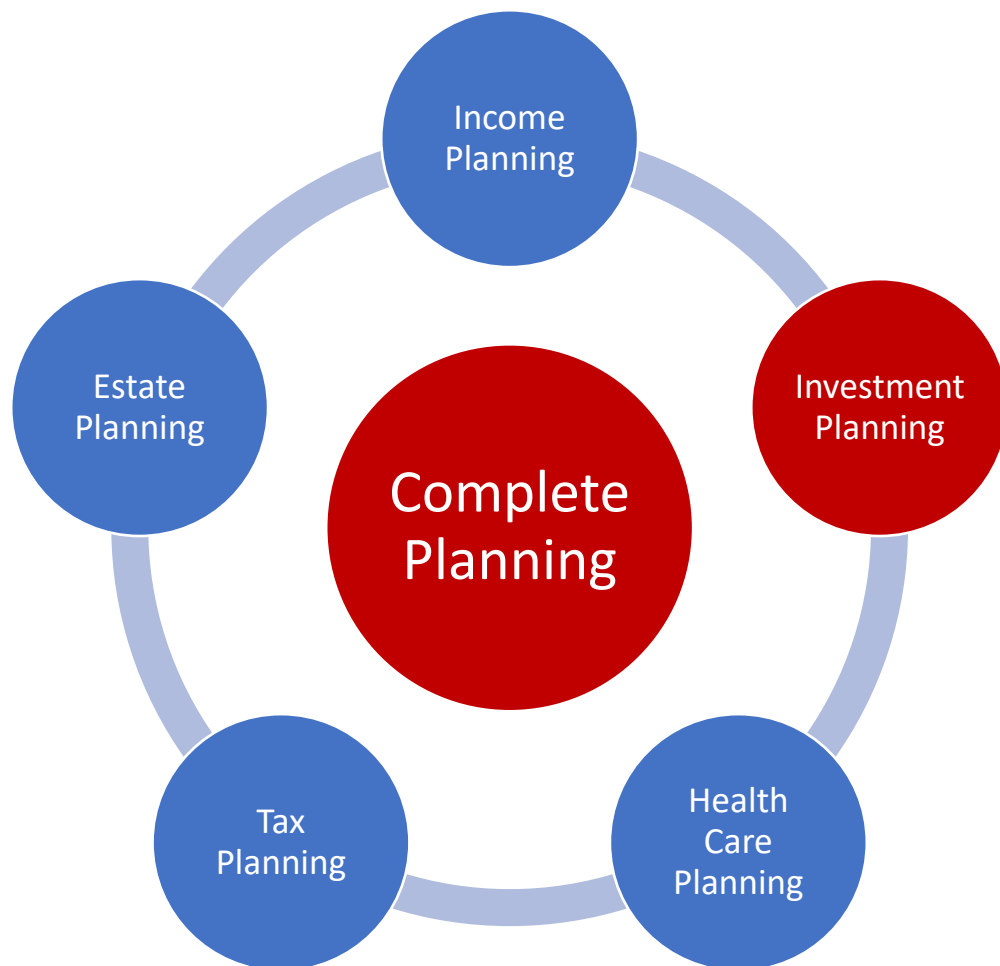 Income
Planning
Investment
Planning
Health
Care
Planning
Tax
Planning
Estate
Planning
Complete
Planning